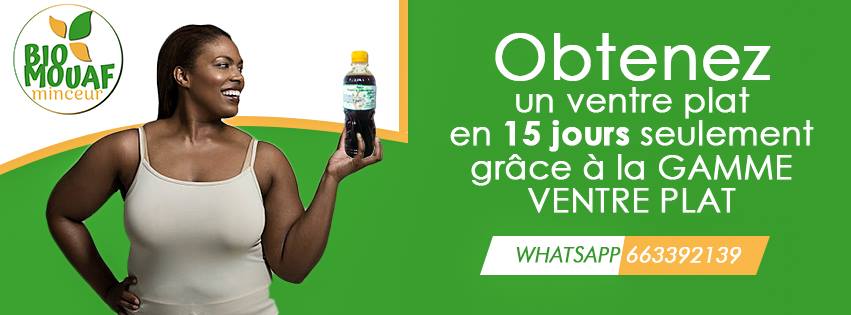 BIO
MOUAF
minceur
Obtenez
un ventre plat
en 15 jours seulement
grâce à la GAMME
VENTRE PLAT
WHATSAPP 663392139